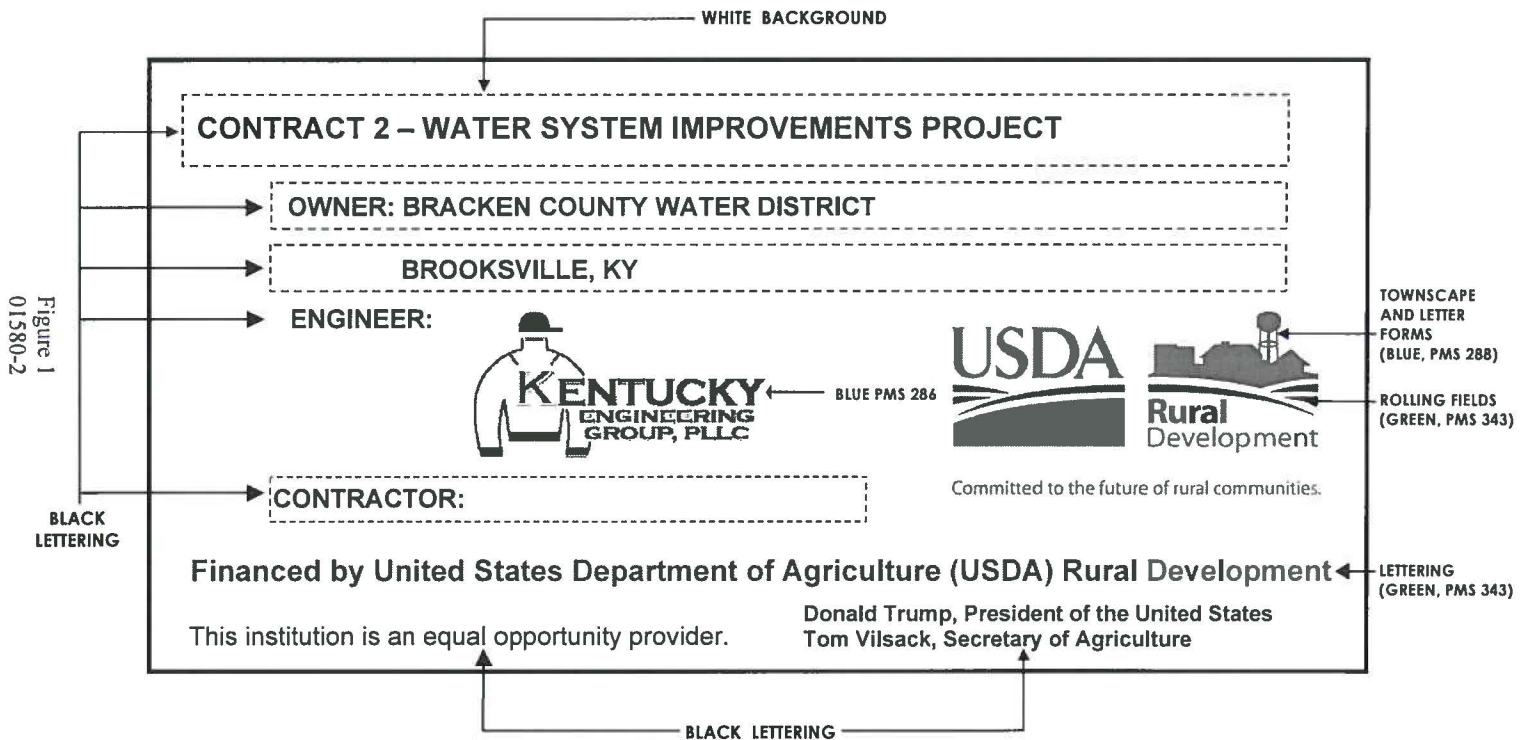 WHITE BACKGROUND
CONTRACT 2 – WATER SYSTEM IMPROVEMENTS PROJECT
OWNER: BRACKEN COUNTY WATER DISTRICT
BROOKSVILLE, KY
ENGINEER:
KENTUCKY
ENGINEERING
GROUP, PLLC
BLUE PMS 286
USDA
Rural
Development
Committed to the future of rural communities.
TOWNSCAPE
AND LETTER
FORMS
(BLUE, PMS 288)
ROLLING FIELDS
(GREEN, PMS 343)
CONTRACTOR:
BLACK
LETTERING
Financed by United States Department of Agriculture (USDA) Rural Development
LETTERING
(GREEN, PMS 343)
This institution is an equal opportunity provider.
Donald Trump, President of the United States
Tom Vilsack, Secretary of Agriculture
BLACK LETTERING
Figure 1
01580-2